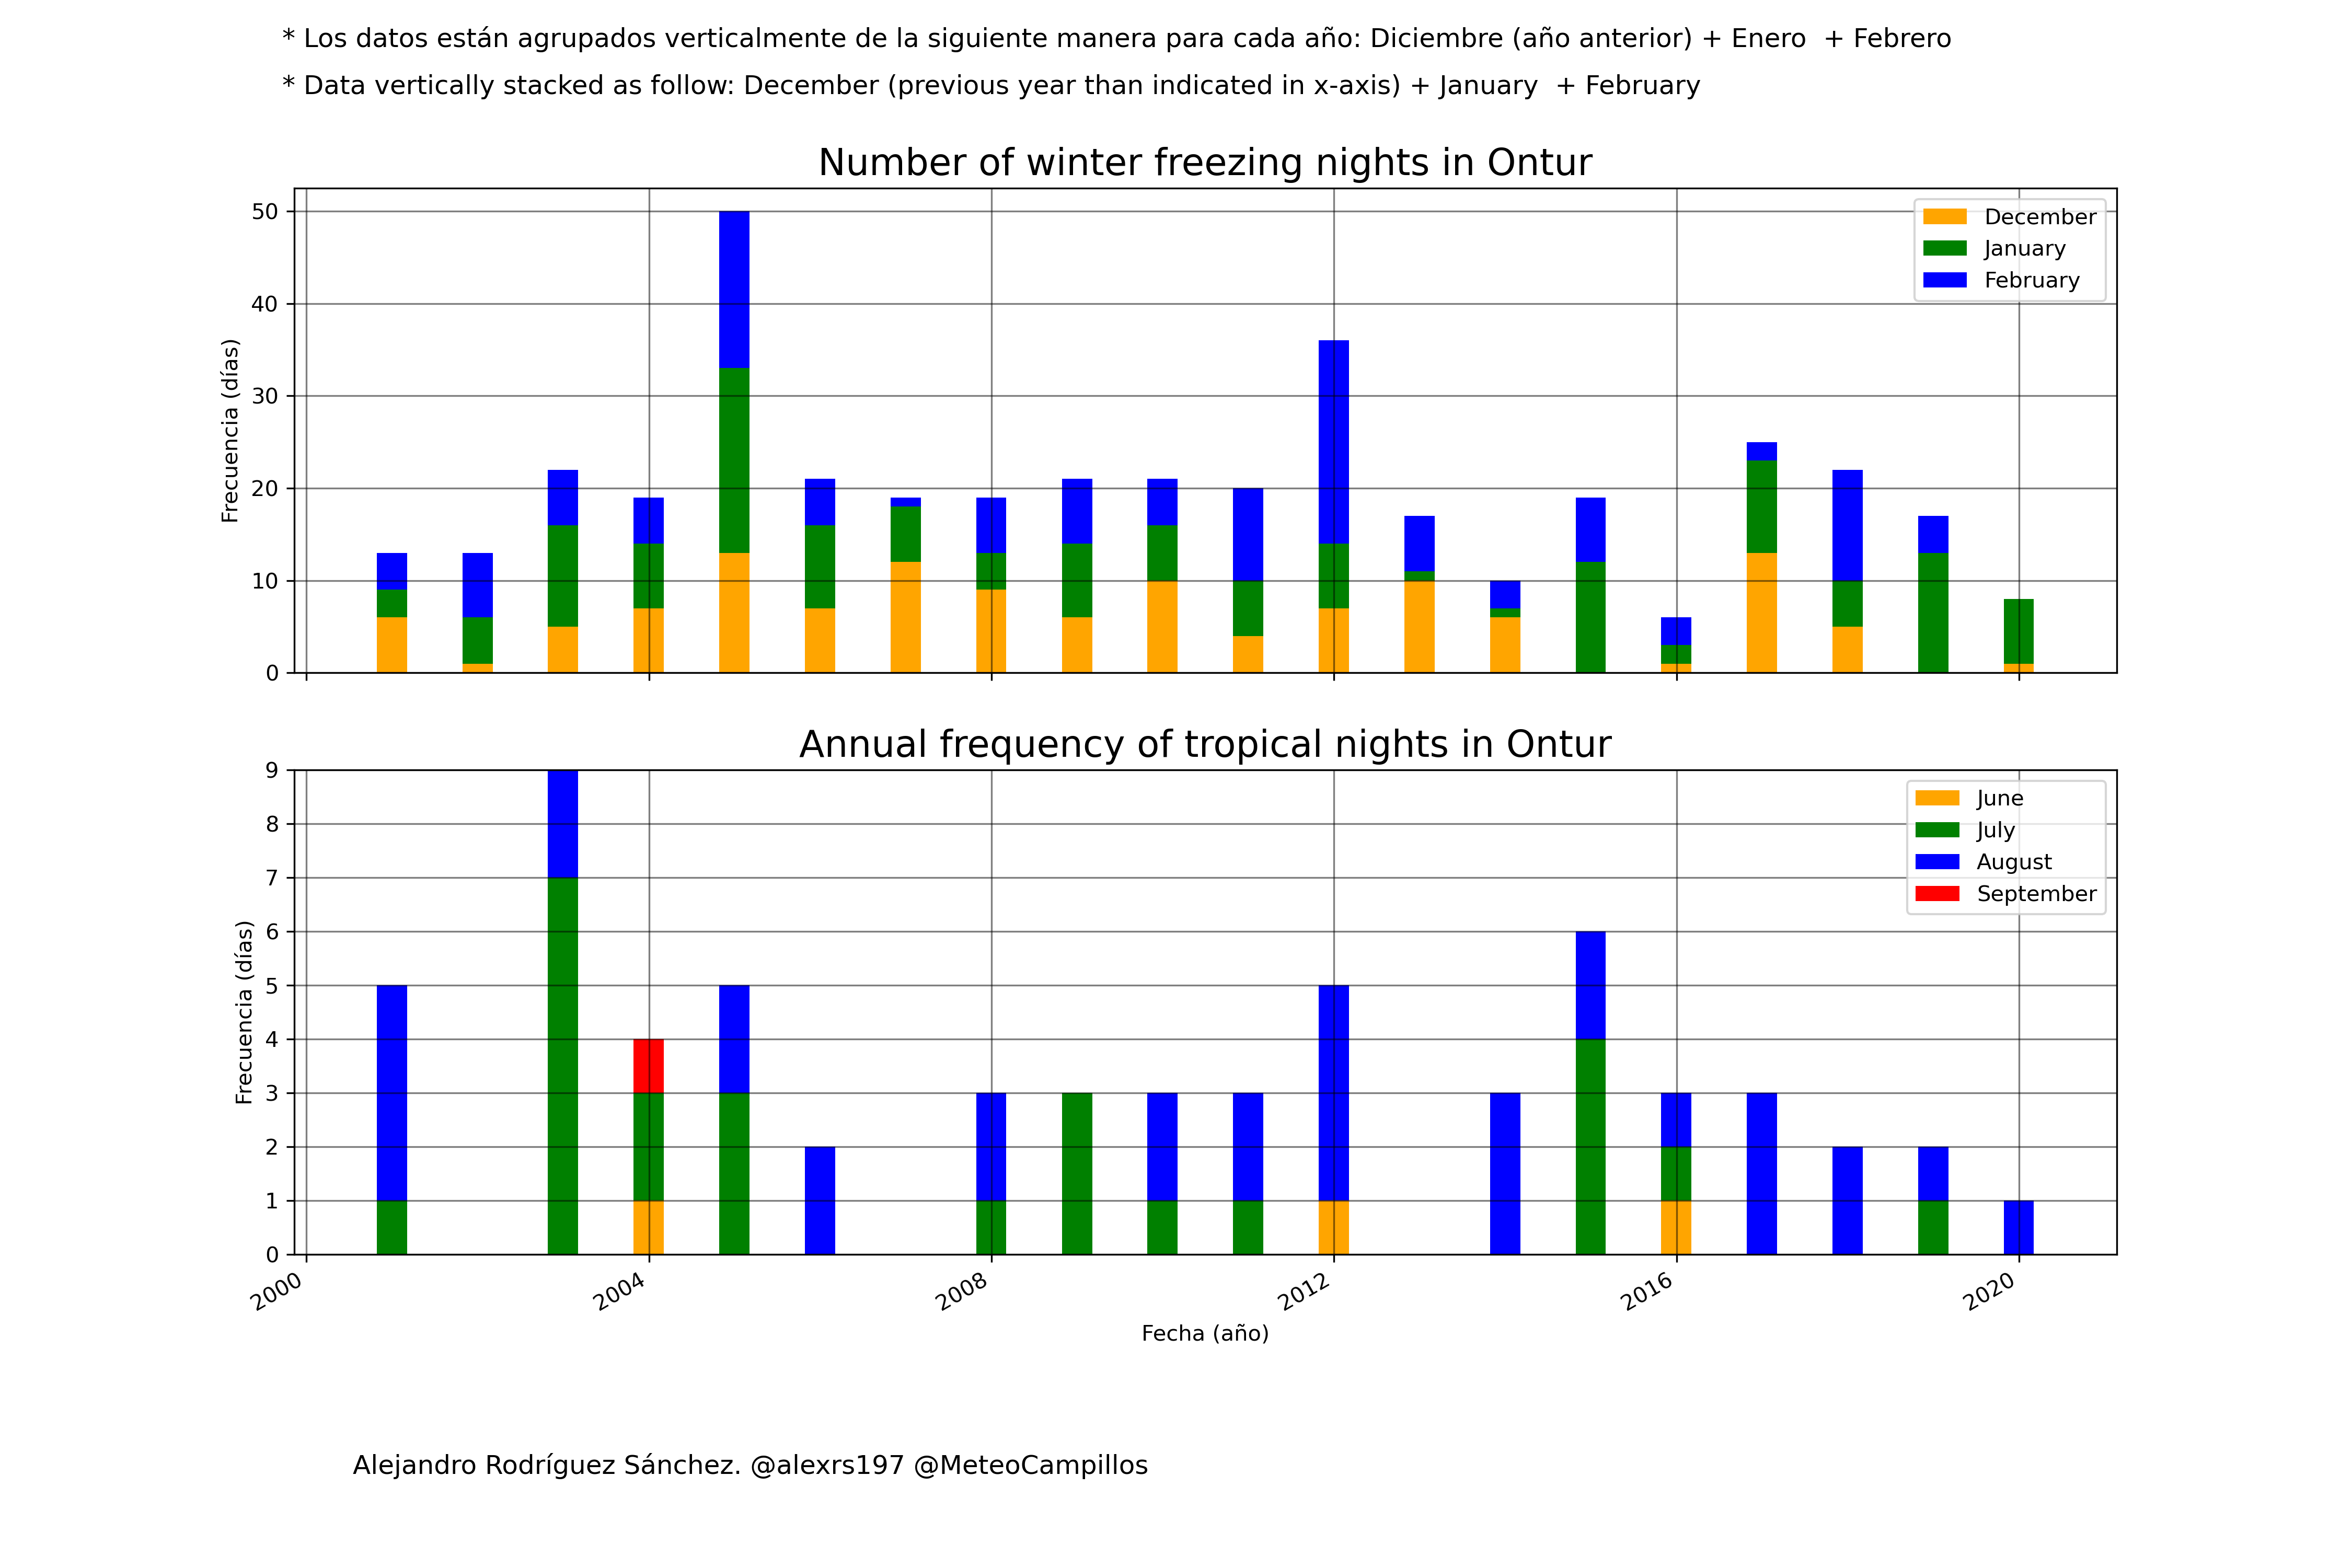 * Los datos están agrupados verticalmente de la siguiente manera para cada año: Diciembre (año anterior) + Enero  + Febrero
* Data vertically stacked as follow: December (previous year than indicated in x-axis) + January  + February
Number of winter freezing nights in Ontur
50
40
30
20
10
0
Frecuencia (días)
December
January
February
Annual frequency of tropical nights in Ontur
9
8
7
6
5
4
3
2
1
0
Frecuencia (días)
June
July
August
September
2000 2004 2008 2012 2016 2020
Fecha (año)
Alejandro Rodríguez Sánchez. @alexrs197 @MeteoCampillos